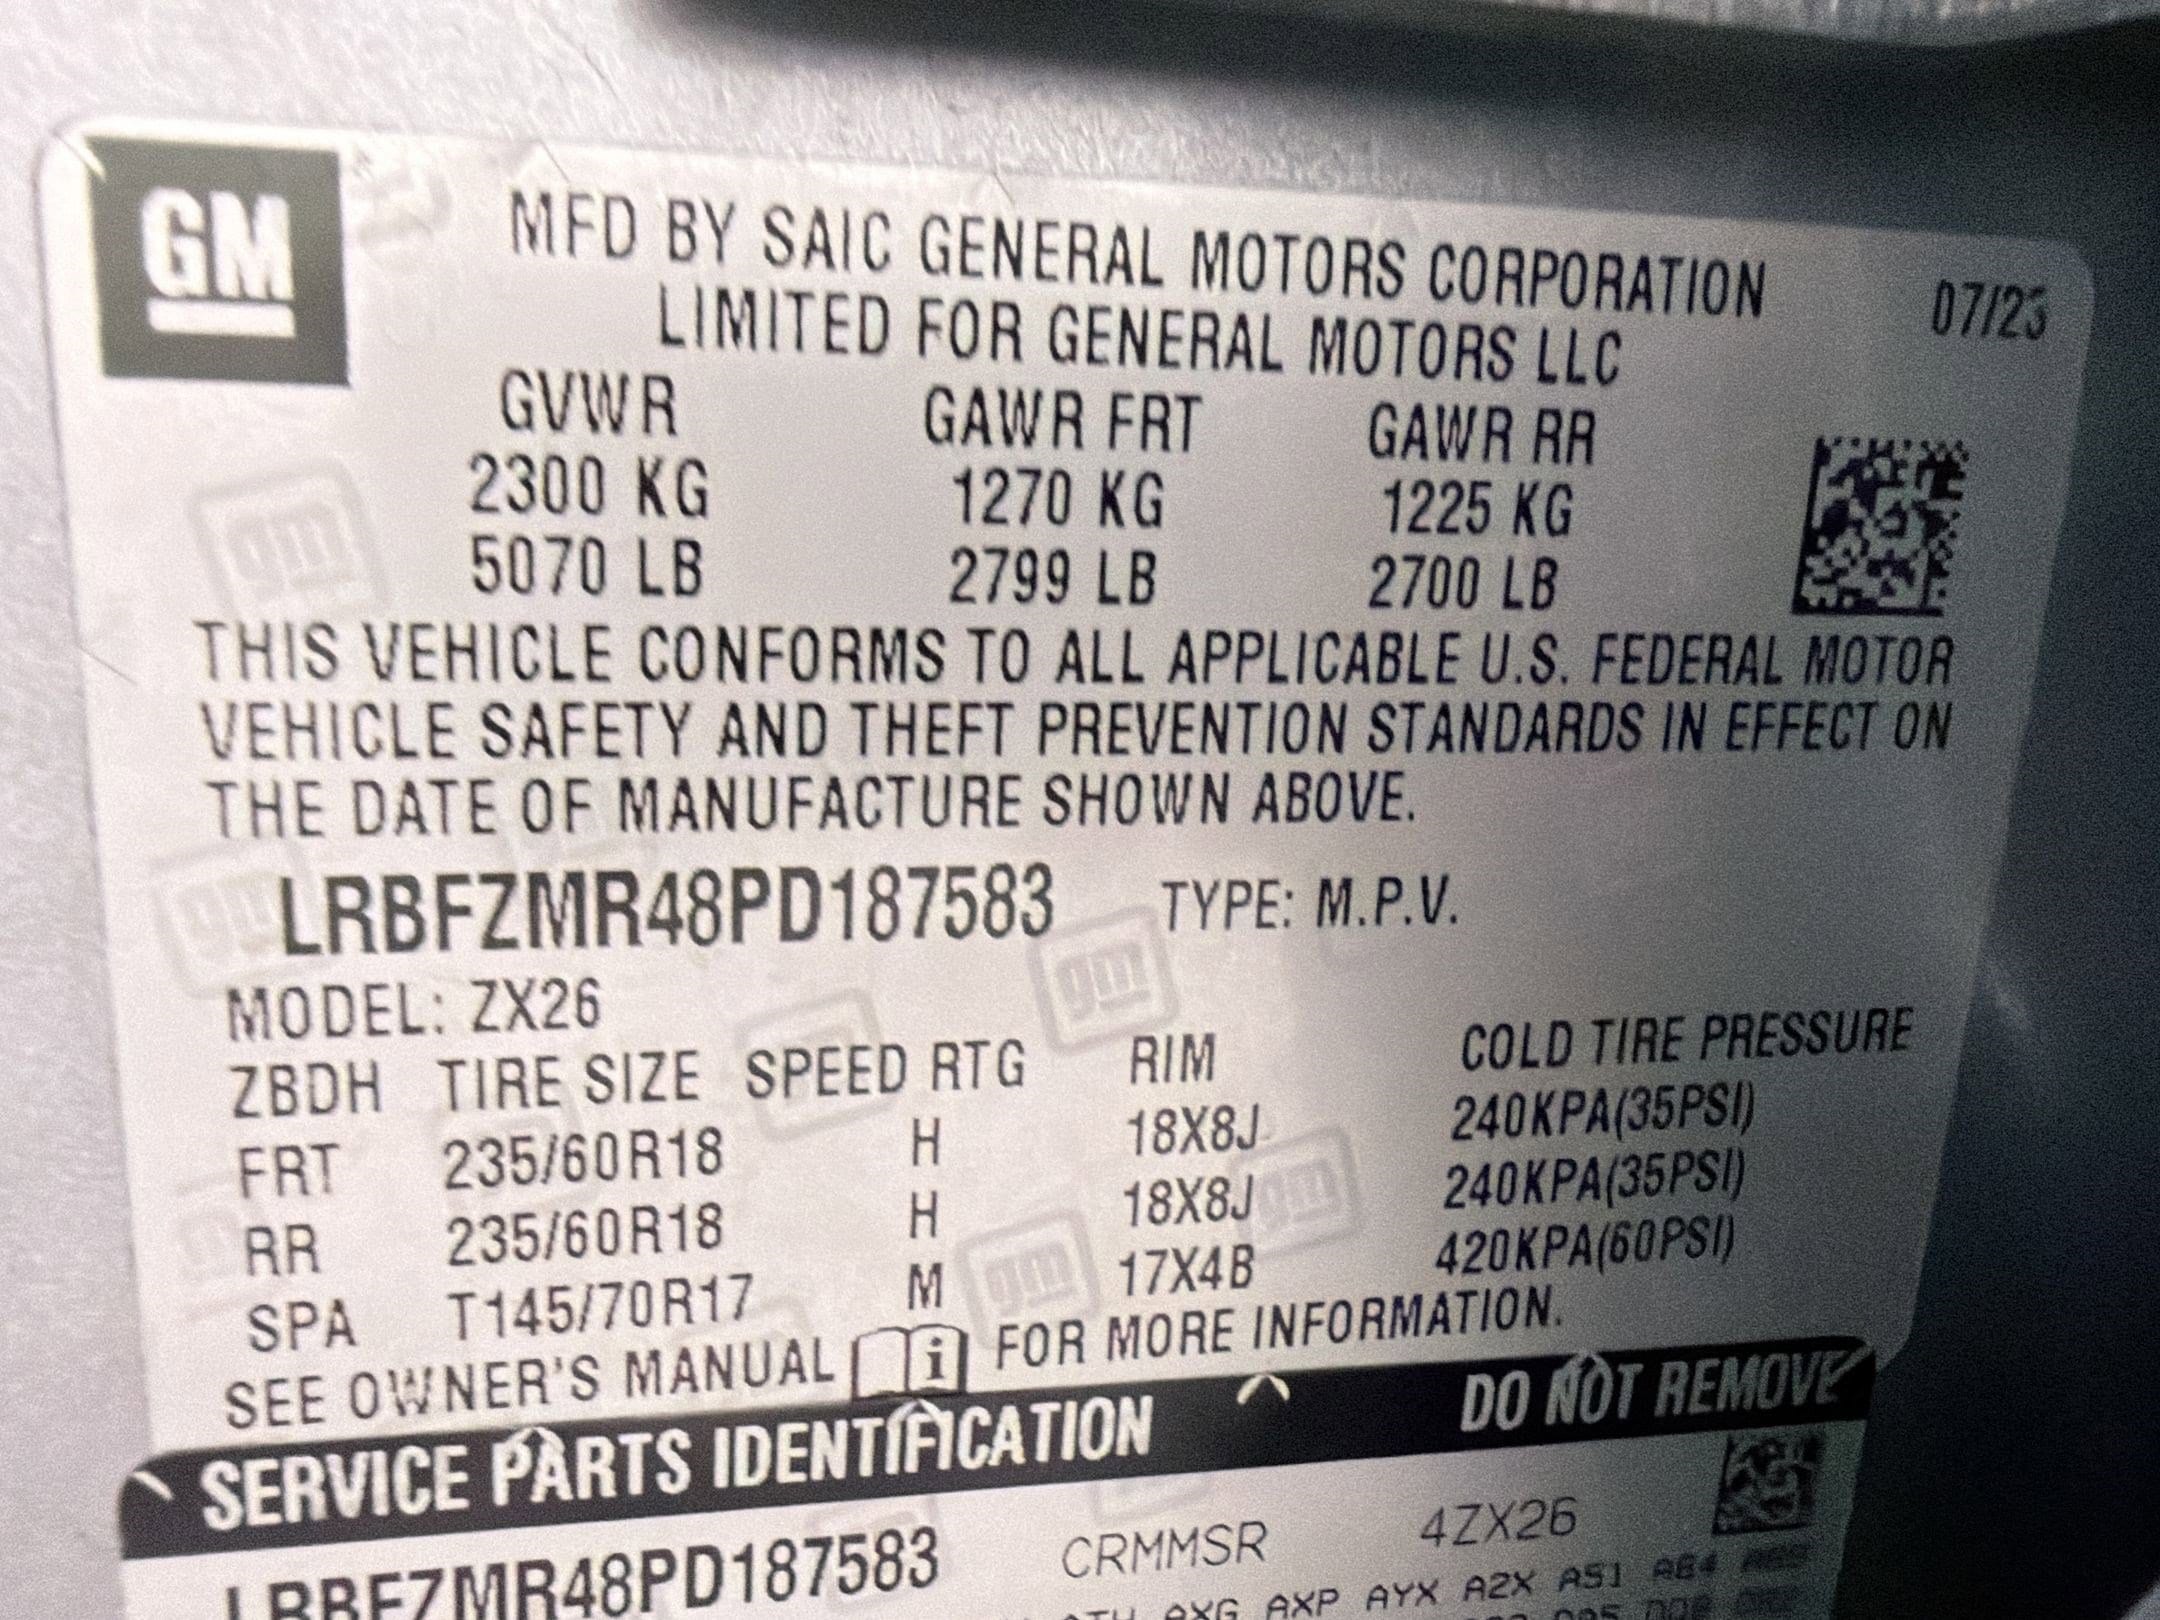 GM
MFD BY SAIC GENERAL MOTORS CORPORATION
LIMITED FOR GENERAL MOTORS LLC
07/23
GVWR GAWR FRT GAWR RR
2300 KG 1270 KG 1225 KG
5070 LB 2799 LB 2700 LB
THIS VEHICLE CONFORMS TO ALL APPLICABLE U.S. FEDERAL MOTOR
VEHICLE SAFETY AND THEFT PREVENTION STANDARDS IN EFFECT ON
THE DATE OF MANUFACTURE SHOWN ABOVE.
LRBFZMR48PD187583 TYPE: M.P.V.
MODEL: ZX26
ZBDH TIRE SIZE SPEED RTG RIM COLD TIRE PRESSURE
FRT 235/60R18 H 18X8J 240KPA(35PSI)
RR 235/60R18 H 18X8J 240KPA(35PSI)
SPA T145/70R17 M 17X4B 420KPA(60PSI)
SEE OWNER'S MANUAL i FOR MORE INFORMATION.
SERVICE PARTS IDENTIFICATION DO NOT REMOVE
LRBFZMR48PD187583 CRMMSR 4ZX26
AXG AXP AYX A2X A51